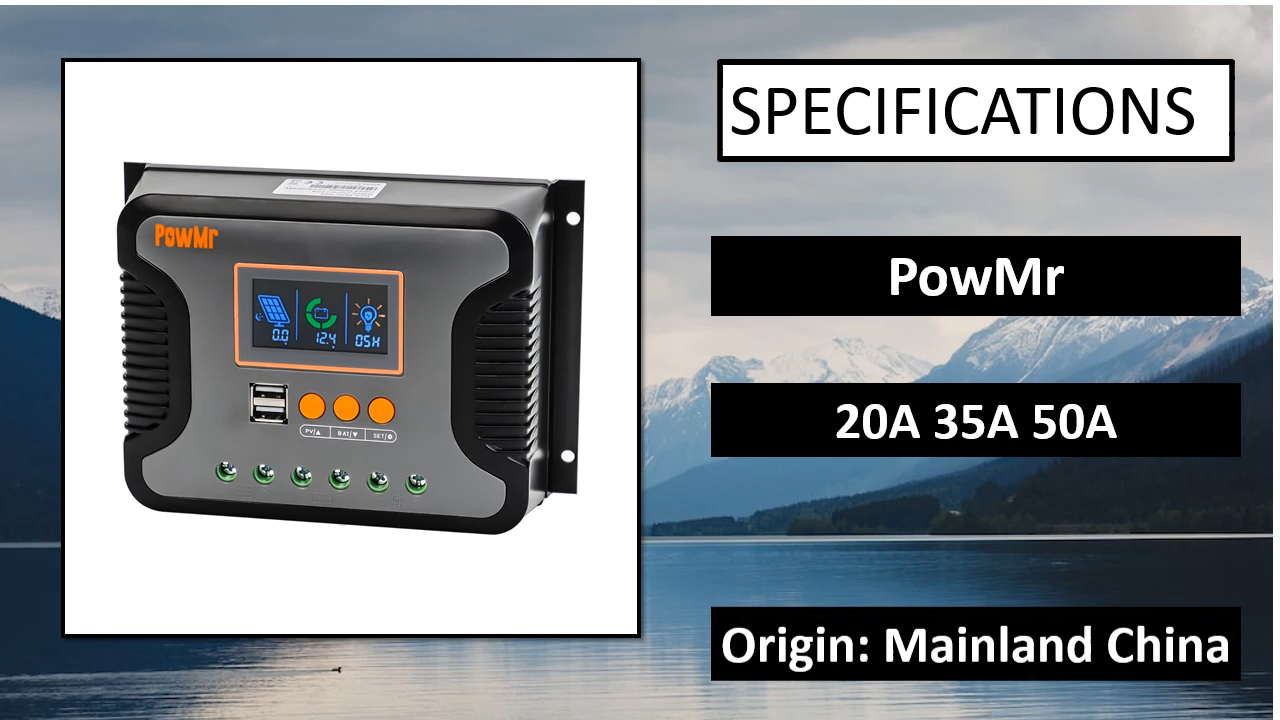 SPECIFICATIONS
PowMr
20A 35A 50A
Origin: Mainland China
PowMr
0.0
12.4
05H
PV/▲ BAT/▼ SET/